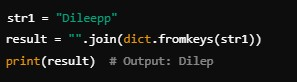 str1 = "Dileepp"
result = "".join(dict.fromkeys(str1))
print(result)  # Output: Dilep